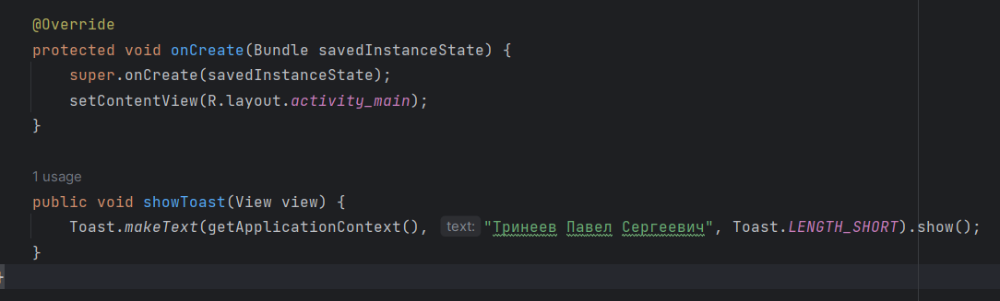 @Override
protected void onCreate(Bundle savedInstanceState) {
super.onCreate(savedInstanceState);
setContentView(R.layout.activity_main);
}
1 usage
public void showToast(View view) {
Toast.makeText(getApplicationContext(), text: "Тринеев Павел Сергеевич", Toast.LENGTH_SHORT).show();
}